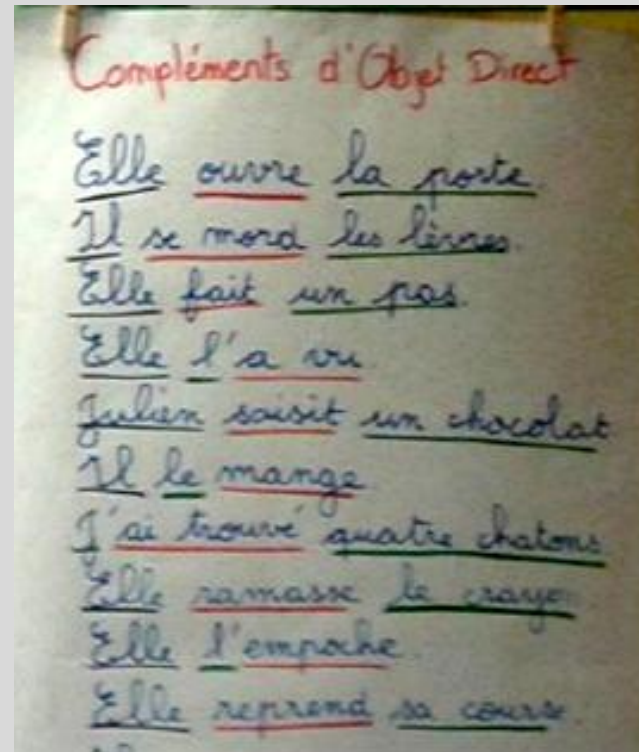 Compléments d'Objet Direct
Elle ouvre la porte.
Il se mord les lèvres.
Elle fait un pas.
Elle l'a vu
Julien saisit un chocolat
Il le mange
J'ai trouvé quatre chatons
Elle ramasse le crayon
Elle l'empoche.
Elle reprend sa course.